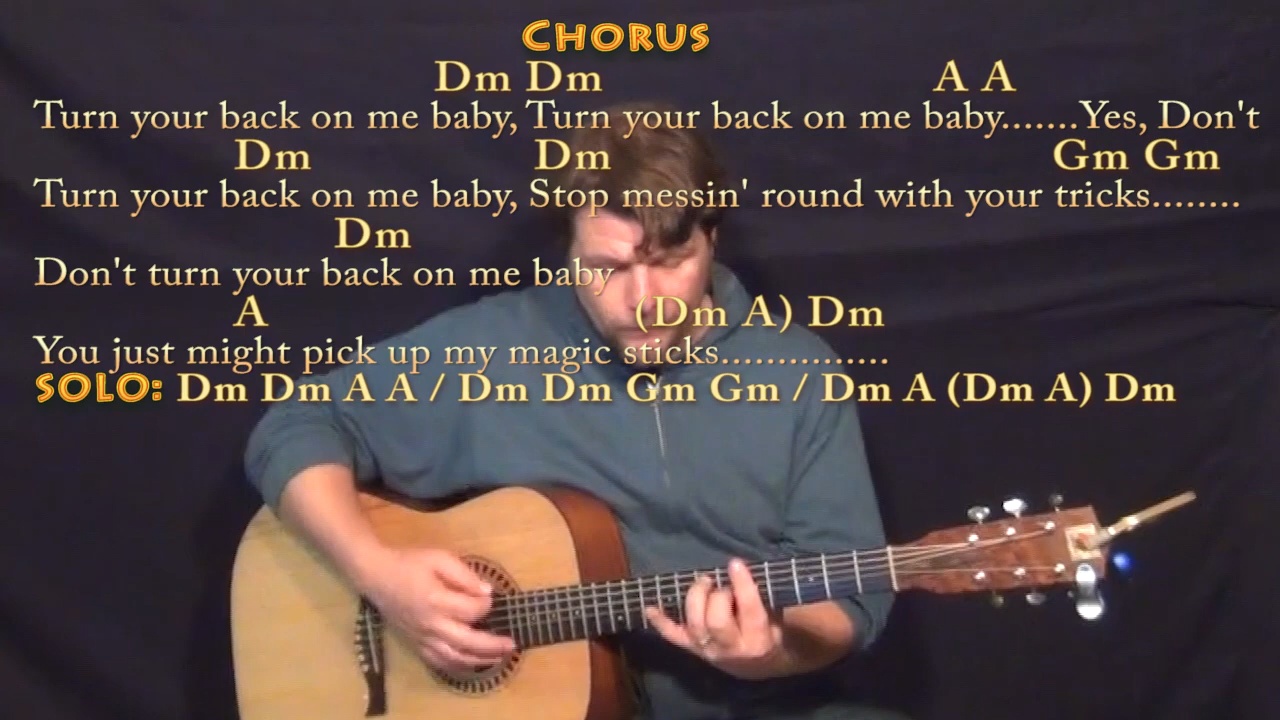 CHORUS
Dm Dm A A
Turn your back on me baby, Turn your back on me baby.......Yes, Don't
Dm Dm Gm Gm
Turn your back on me baby, Stop messin' round with your tricks........
Dm
Don't turn your back on me baby
A (Dm A) Dm
You just might pick up my magic sticks...............
SOLO: Dm Dm A A / Dm Dm Gm Gm / Dm A (Dm A) Dm